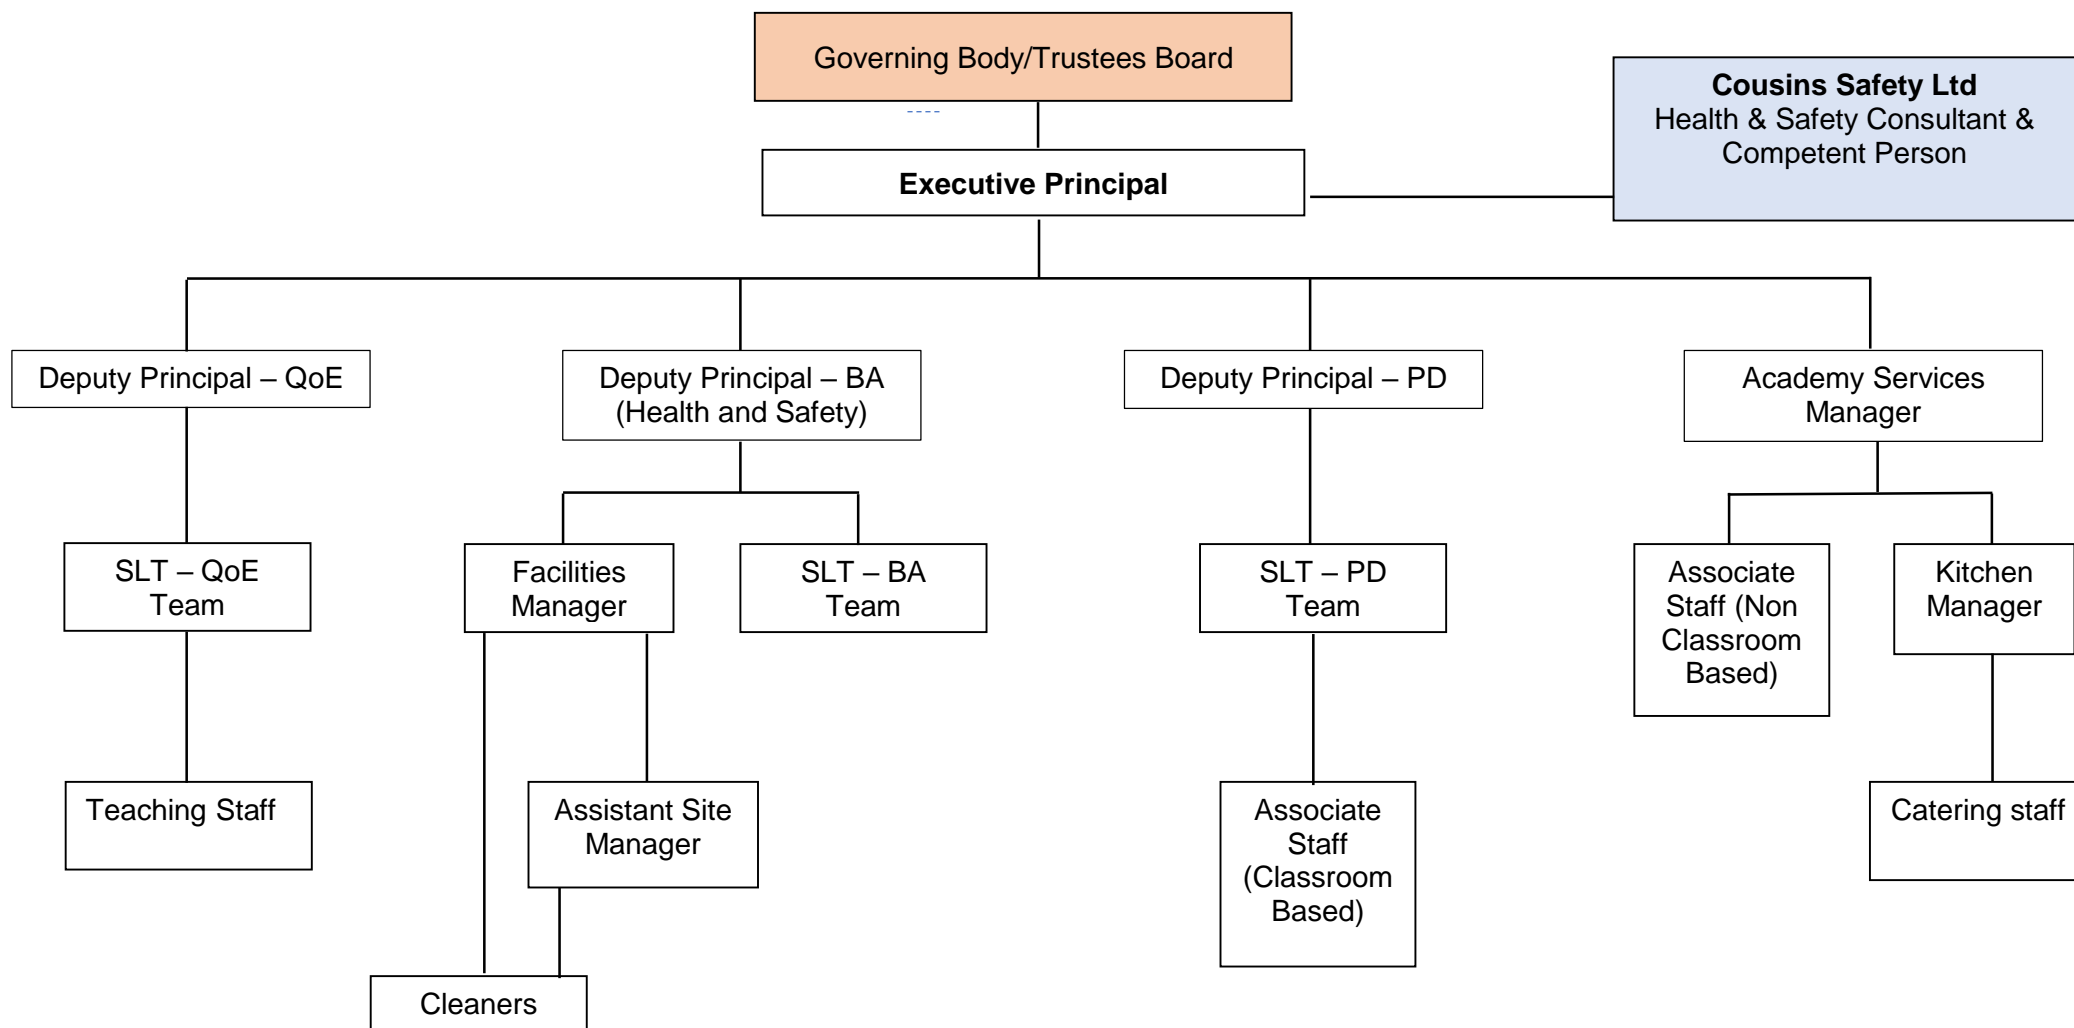 Governing Body/Trustees Board
Cousins Safety Ltd
Health & Safety Consultant &
Competent Person
Executive Principal
Deputy Principal – QoE
Deputy Principal – BA
(Health and Safety)
Deputy Principal – PD
Academy Services
Manager
SLT – QoE
Team
Facilities
Manager
SLT – BA
Team
SLT – PD
Team
Associate
Staff (Non
Classroom
Based)
Kitchen
Manager
Teaching Staff
Assistant Site
Manager
Associate
Staff
(Classroom
Based)
Catering staff
Cleaners